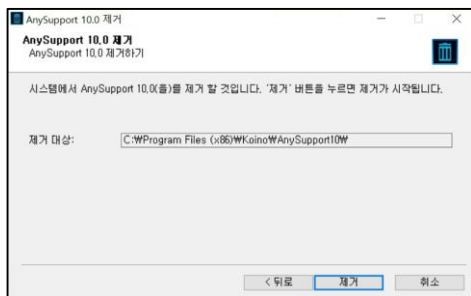 AnySupport 10.0 제거
AnySupport 10.0 제거
AnySupport 10.0 제거하기
시스템에서 AnySupport 10.0(을)를 제거 할 것입니다. '제거' 버튼을 누르면 제거가 시작됩니다.
제거 대상: C:₩Program Files (x86)₩Koino₩AnySupport10₩
< 뒤로 제거 취소